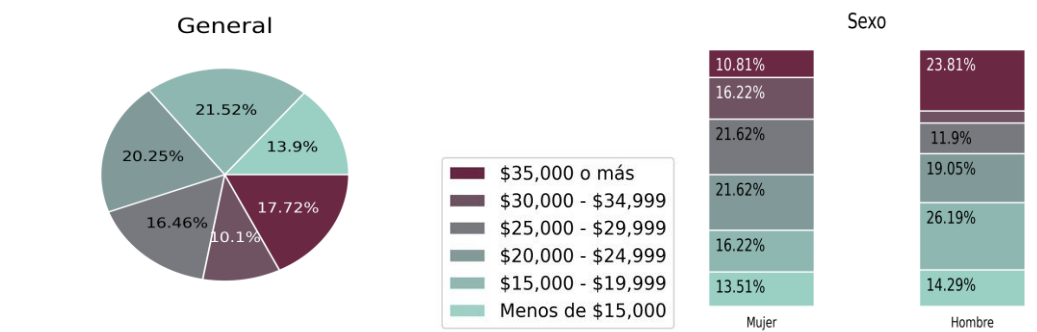 General
21.52%
13.9%
20.25%
16.46%
10.1%
17.72%
$35,000 o más
$30,000 - $34,999
$25,000 - $29,999
$20,000 - $24,999
$15,000 - $19,999
Menos de $15,000
Sexo
10.81%
16.22%
21.62%
21.62%
16.22%
13.51%
Mujer
23.81%
11.9%
19.05%
26.19%
14.29%
Hombre